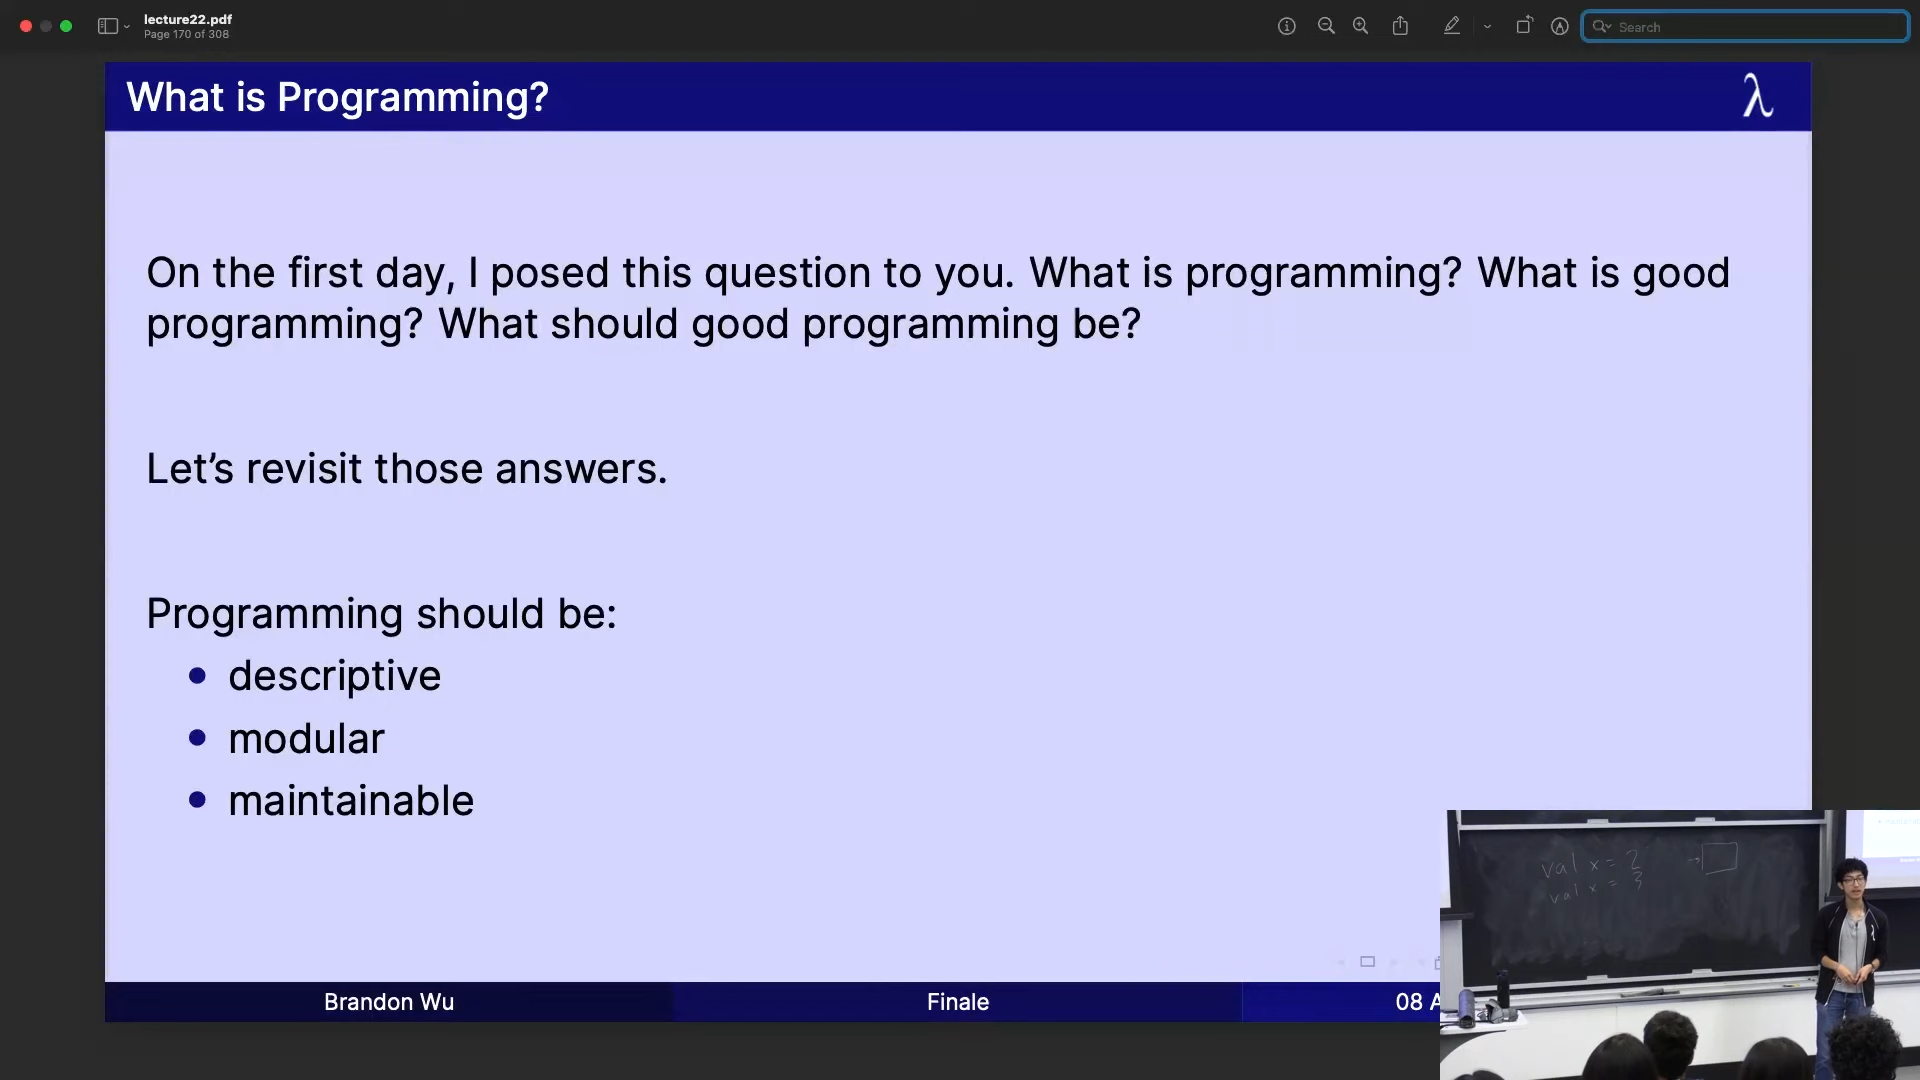 lecture22.pdf
Page 170 of 308
Search
What is Programming?
λ
On the first day, I posed this question to you. What is programming? What is good
programming? What should good programming be?
Let’s revisit those answers.
Programming should be:
• descriptive
• modular
• maintainable
val x = 2
val x = 3
Brandon Wu
Finale
08 A